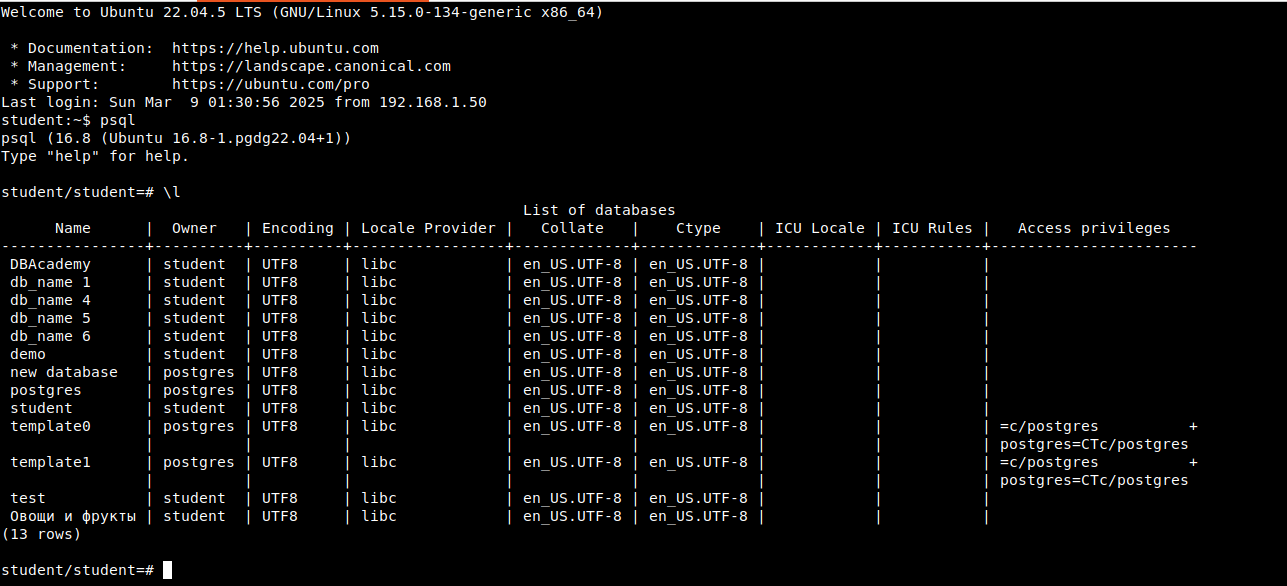 Welcome to Ubuntu 22.04.5 LTS (GNU/Linux 5.15.0-134-generic x86_64)

 * Documentation:  https://help.ubuntu.com
 * Management:     https://landscape.canonical.com
 * Support:        https://ubuntu.com/pro
Last login: Sun Mar  9 01:30:56 2025 from 192.168.1.50
student:~$ psql
psql (16.8 (Ubuntu 16.8-1.pgdg22.04+1))
Type "help" for help.

student/student=# \l
                                                          List of databases
      Name      |  Owner   | Encoding | Locale Provider |   Collate   |    Ctype    | ICU Locale | ICU Rules |   Access privileges
----------------+----------+----------+-----------------+-------------+-------------+------------+-----------+-----------------------
 DBAcademy      | student  | UTF8     | libc            | en_US.UTF-8 | en_US.UTF-8 |            |           |
 db_name 1      | student  | UTF8     | libc            | en_US.UTF-8 | en_US.UTF-8 |            |           |
 db_name 4      | student  | UTF8     | libc            | en_US.UTF-8 | en_US.UTF-8 |            |           |
 db_name 5      | student  | UTF8     | libc            | en_US.UTF-8 | en_US.UTF-8 |            |           |
 db_name 6      | student  | UTF8     | libc            | en_US.UTF-8 | en_US.UTF-8 |            |           |
 demo           | student  | UTF8     | libc            | en_US.UTF-8 | en_US.UTF-8 |            |           |
 new database   | postgres | UTF8     | libc            | en_US.UTF-8 | en_US.UTF-8 |            |           |
 postgres       | postgres | UTF8     | libc            | en_US.UTF-8 | en_US.UTF-8 |            |           |
 student        | student  | UTF8     | libc            | en_US.UTF-8 | en_US.UTF-8 |            |           |
 template0      | postgres | UTF8     | libc            | en_US.UTF-8 | en_US.UTF-8 |            |           | =c/postgres          +
                |          |          |                 |             |             |            |           | postgres=CTc/postgres
 template1      | postgres | UTF8     | libc            | en_US.UTF-8 | en_US.UTF-8 |            |           | =c/postgres          +
                |          |          |                 |             |             |            |           | postgres=CTc/postgres
 test           | student  | UTF8     | libc            | en_US.UTF-8 | en_US.UTF-8 |            |           |
 Овощи и фрукты | student  | UTF8     | libc            | en_US.UTF-8 | en_US.UTF-8 |            |           |
(13 rows)

student/student=#